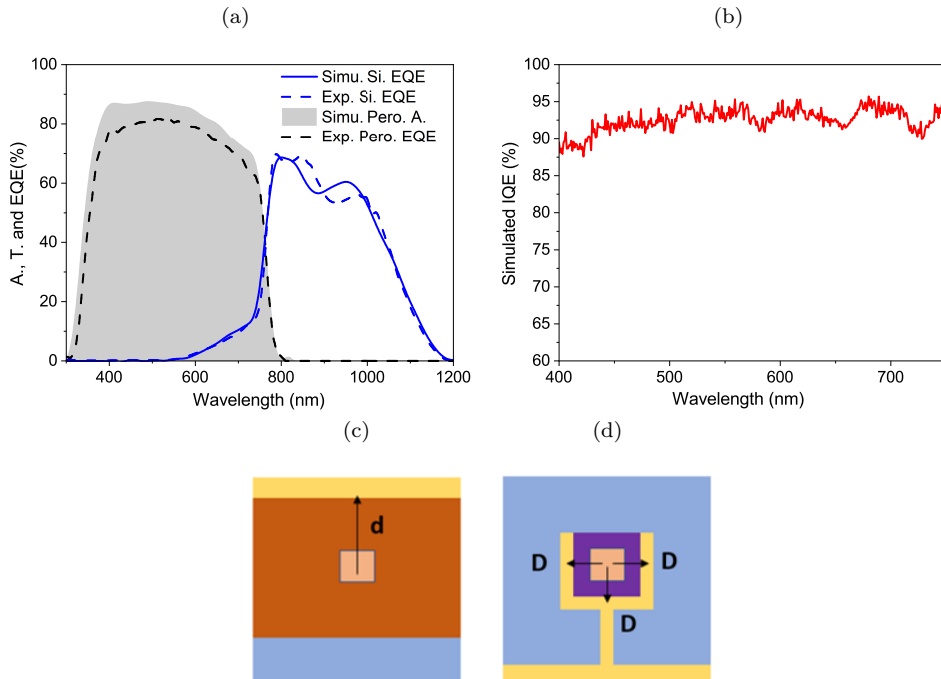 (a)
(b)
100
80
60
40
20
0
400
600
800
1000
1200
Wavelength (nm)
A., T. and EQE(%)
Simu. Si. EQE
Exp. Si. EQE
Simu. Pero. A.
Exp. Pero. EQE
100
95
90
85
80
75
70
65
60
400
500
600
700
Wavelength (nm)
Simulated IQE (%)
(c)
(d)
d
D
D
D